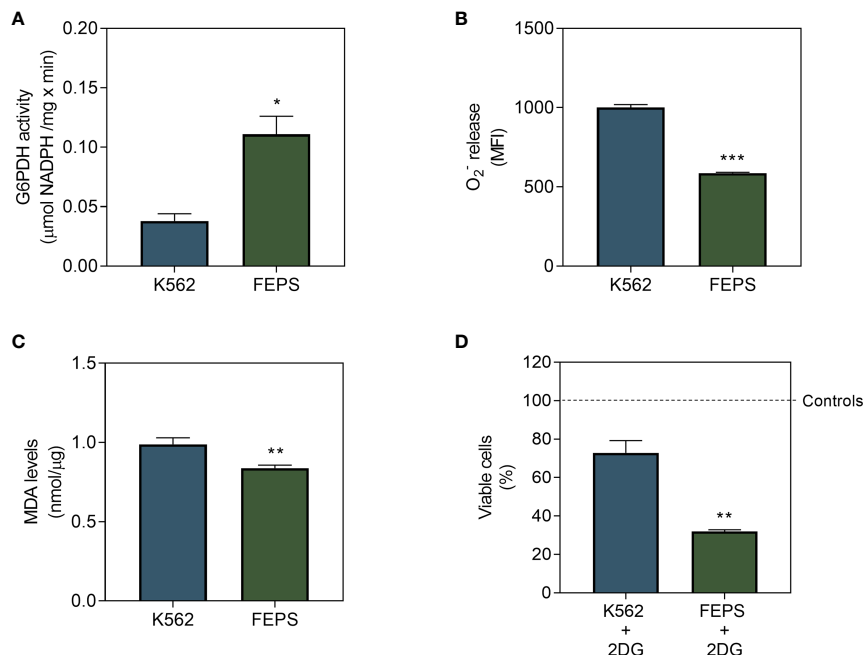 A
G6PDH activity
(μmol NADPH /mg x min)
0.20
0.15
0.10
0.05
0.00
*
K562
FEPS
B
O2- release
(MFI)
1500
1000
500
0
***
K562
FEPS
C
MDA levels
(nmol/μg)
1.5
1.0
0.5
0.0
**
K562
FEPS
D
Viable cells
(%)
120
100
80
60
40
20
0
Controls
**
K562
+
2DG
FEPS
+
2DG